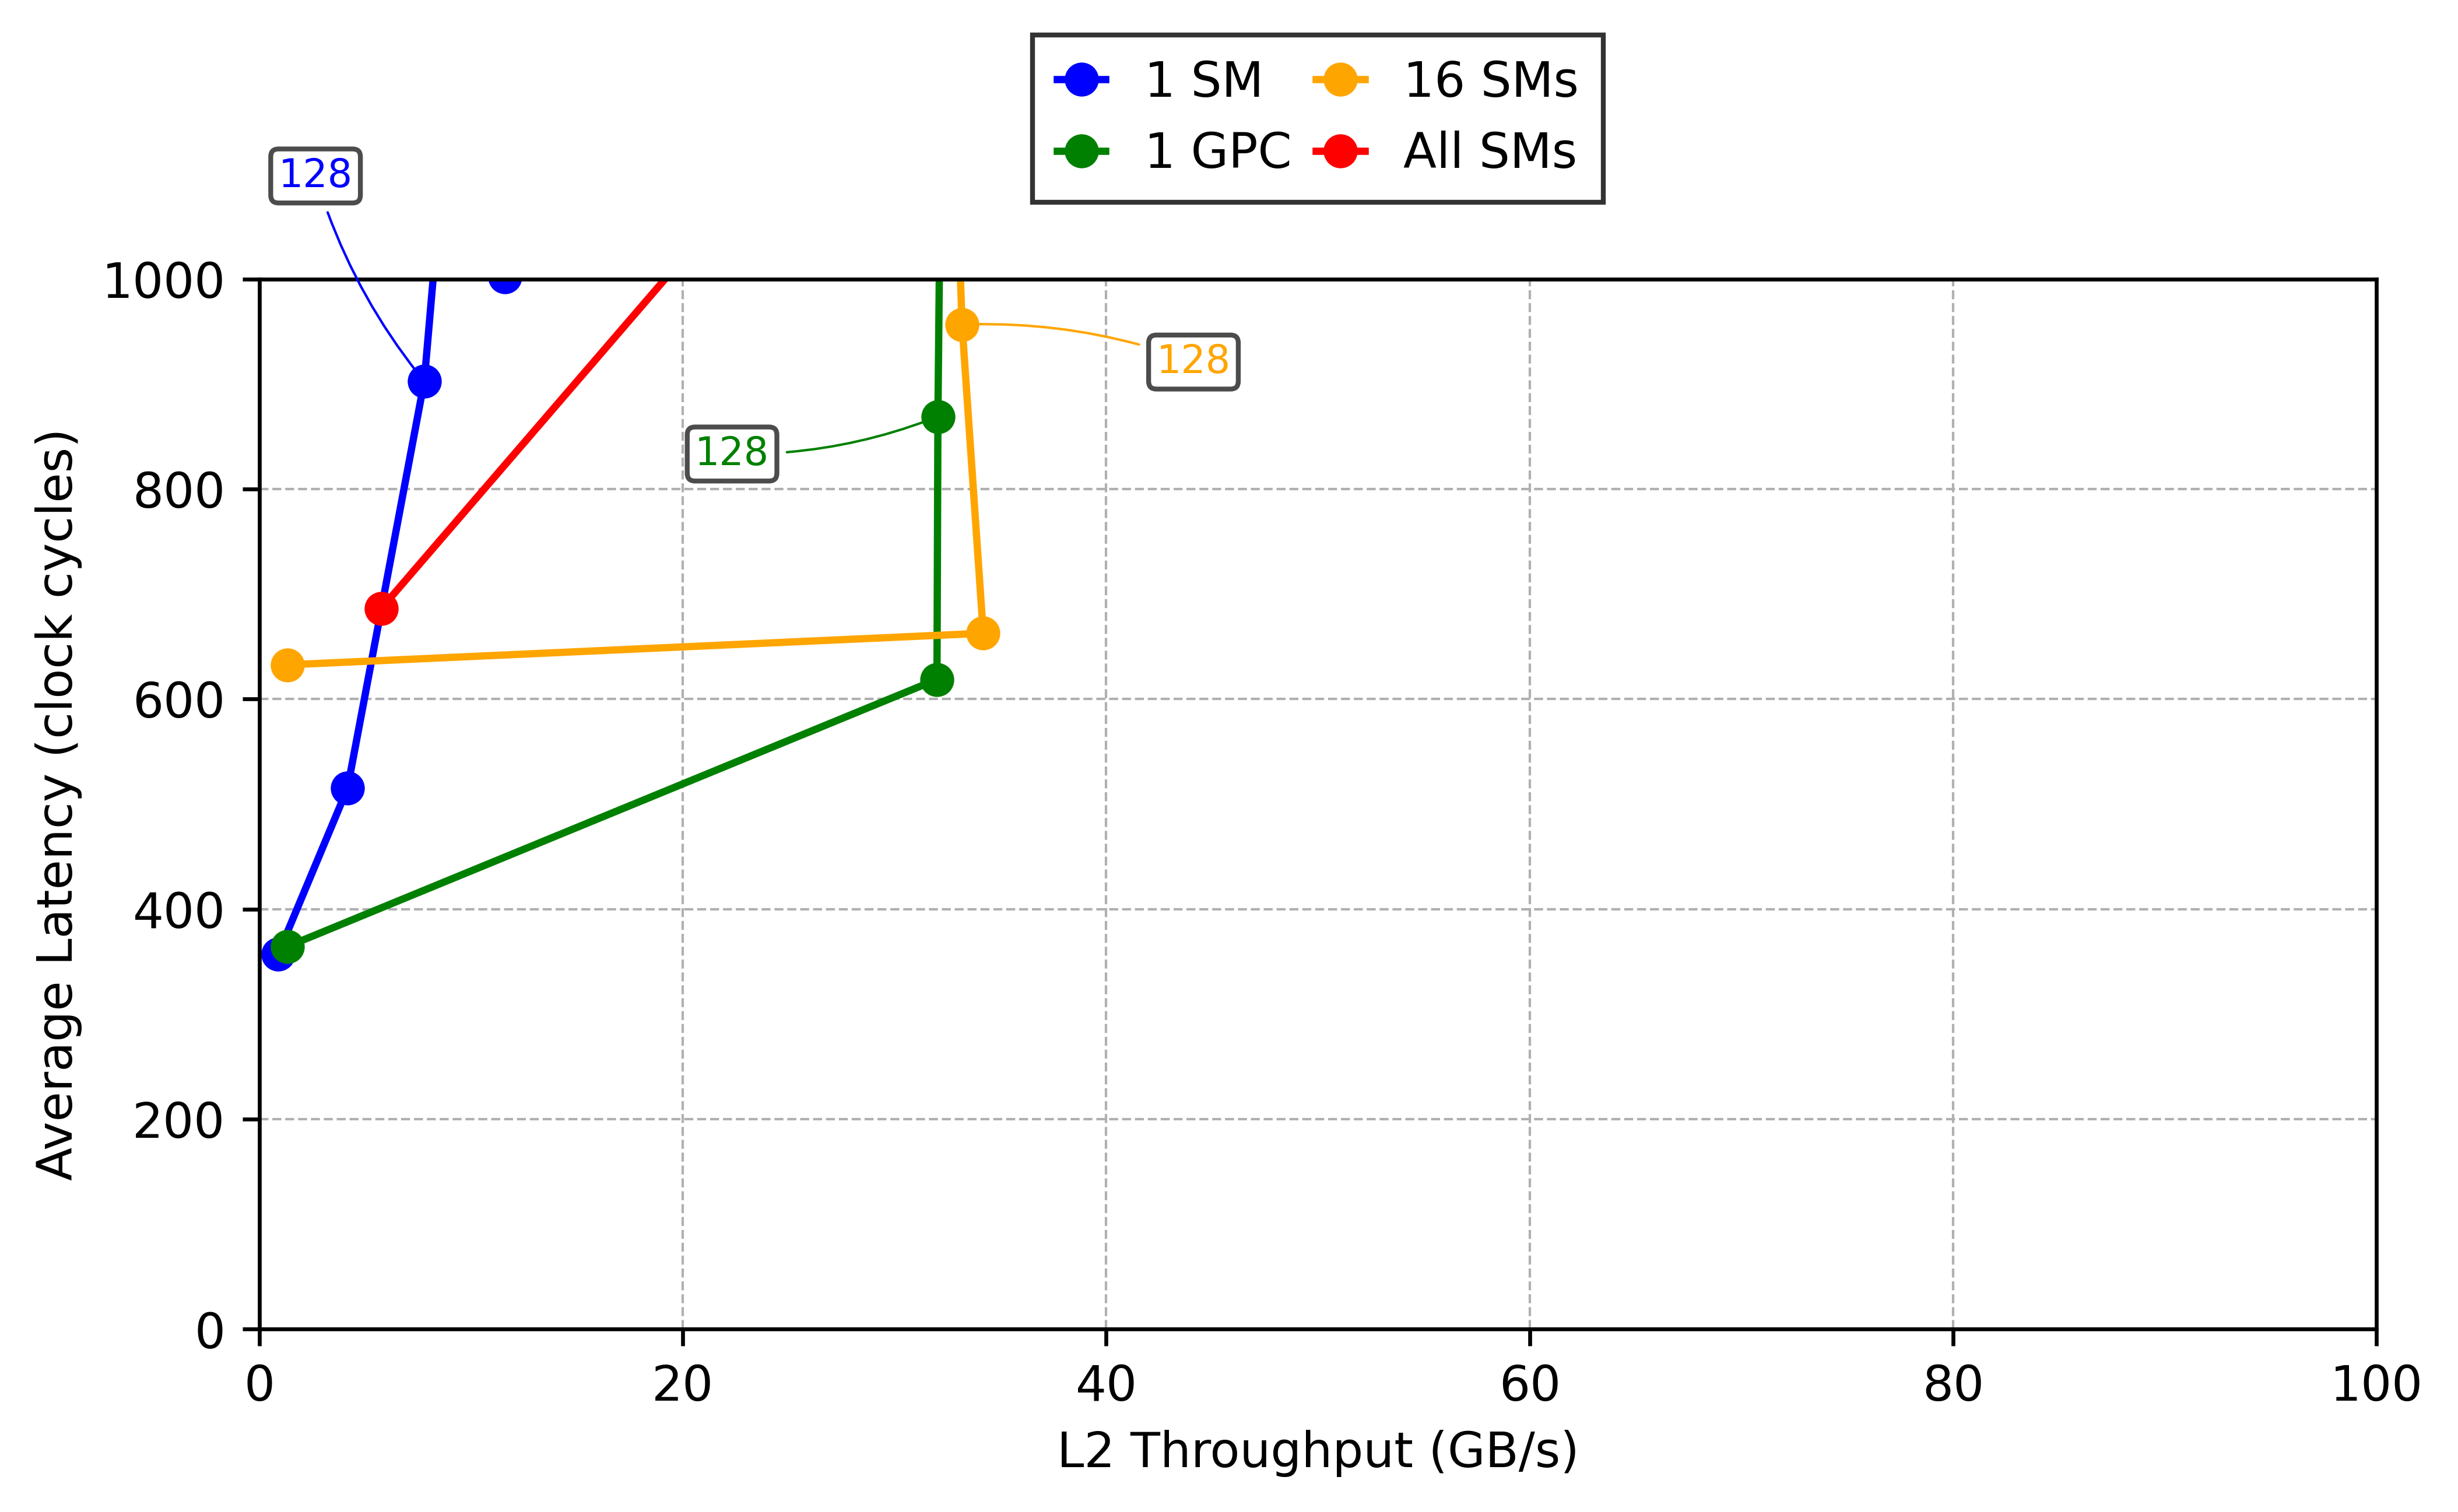 1 SM
16 SMs
1 GPC
All SMs
128
1000
128
128
800
600
400
200
0
Average Latency (clock cycles)
0
20
40
60
80
100
L2 Throughput (GB/s)